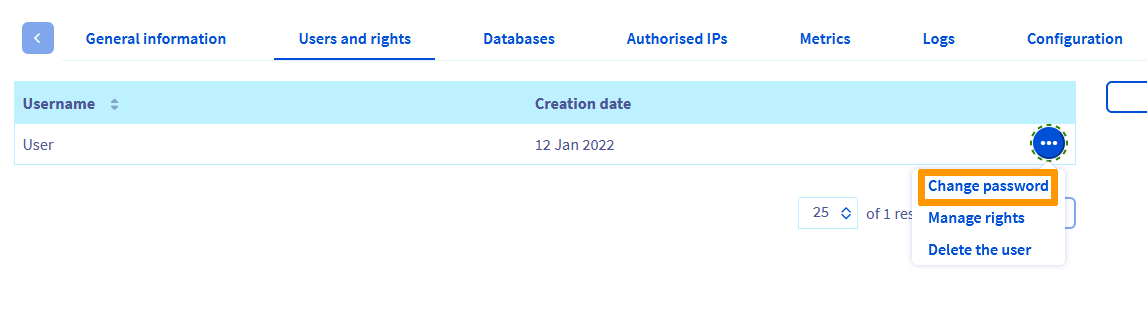 General information Users and rights Databases Authorised IPs Metrics Logs Configuration
Username Creation date
User 12 Jan 2022
Change password
25 of 1 res
Manage rights
Delete the user